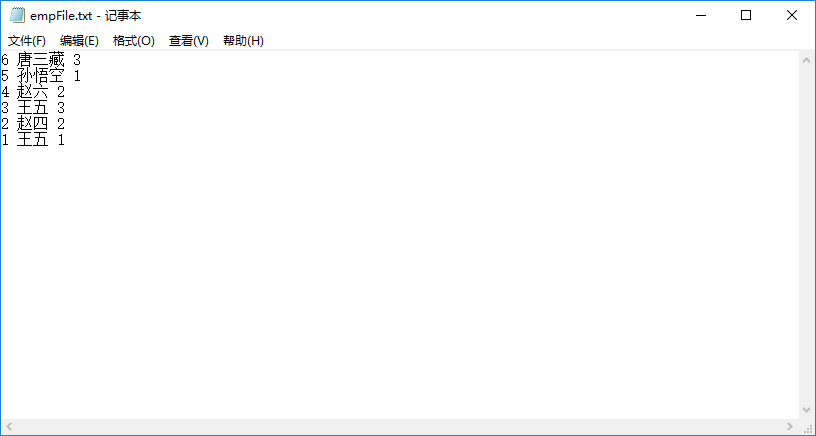 empFile.txt - 记事本
文件(F) 编辑(E) 格式(O) 查看(V) 帮助(H)
6 唐三藏 3
5 孙悟空 1
4 赵六 2
3 王五 3
2 赵四 2
1 王五 1